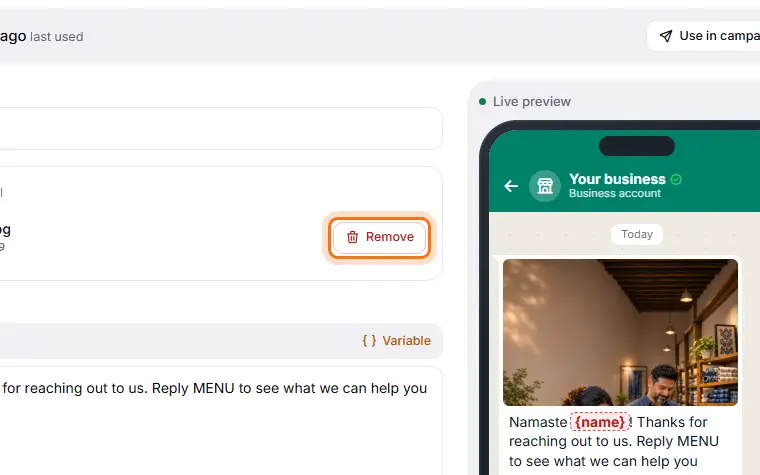 ago last used
Use in campa
Live preview
Your business
Business account
Today
Remove
{ } Variable
for reaching out to us. Reply MENU to see what we can help you
Namaste {name}! Thanks for
reaching out to us. Reply MENU
to see what we can help you